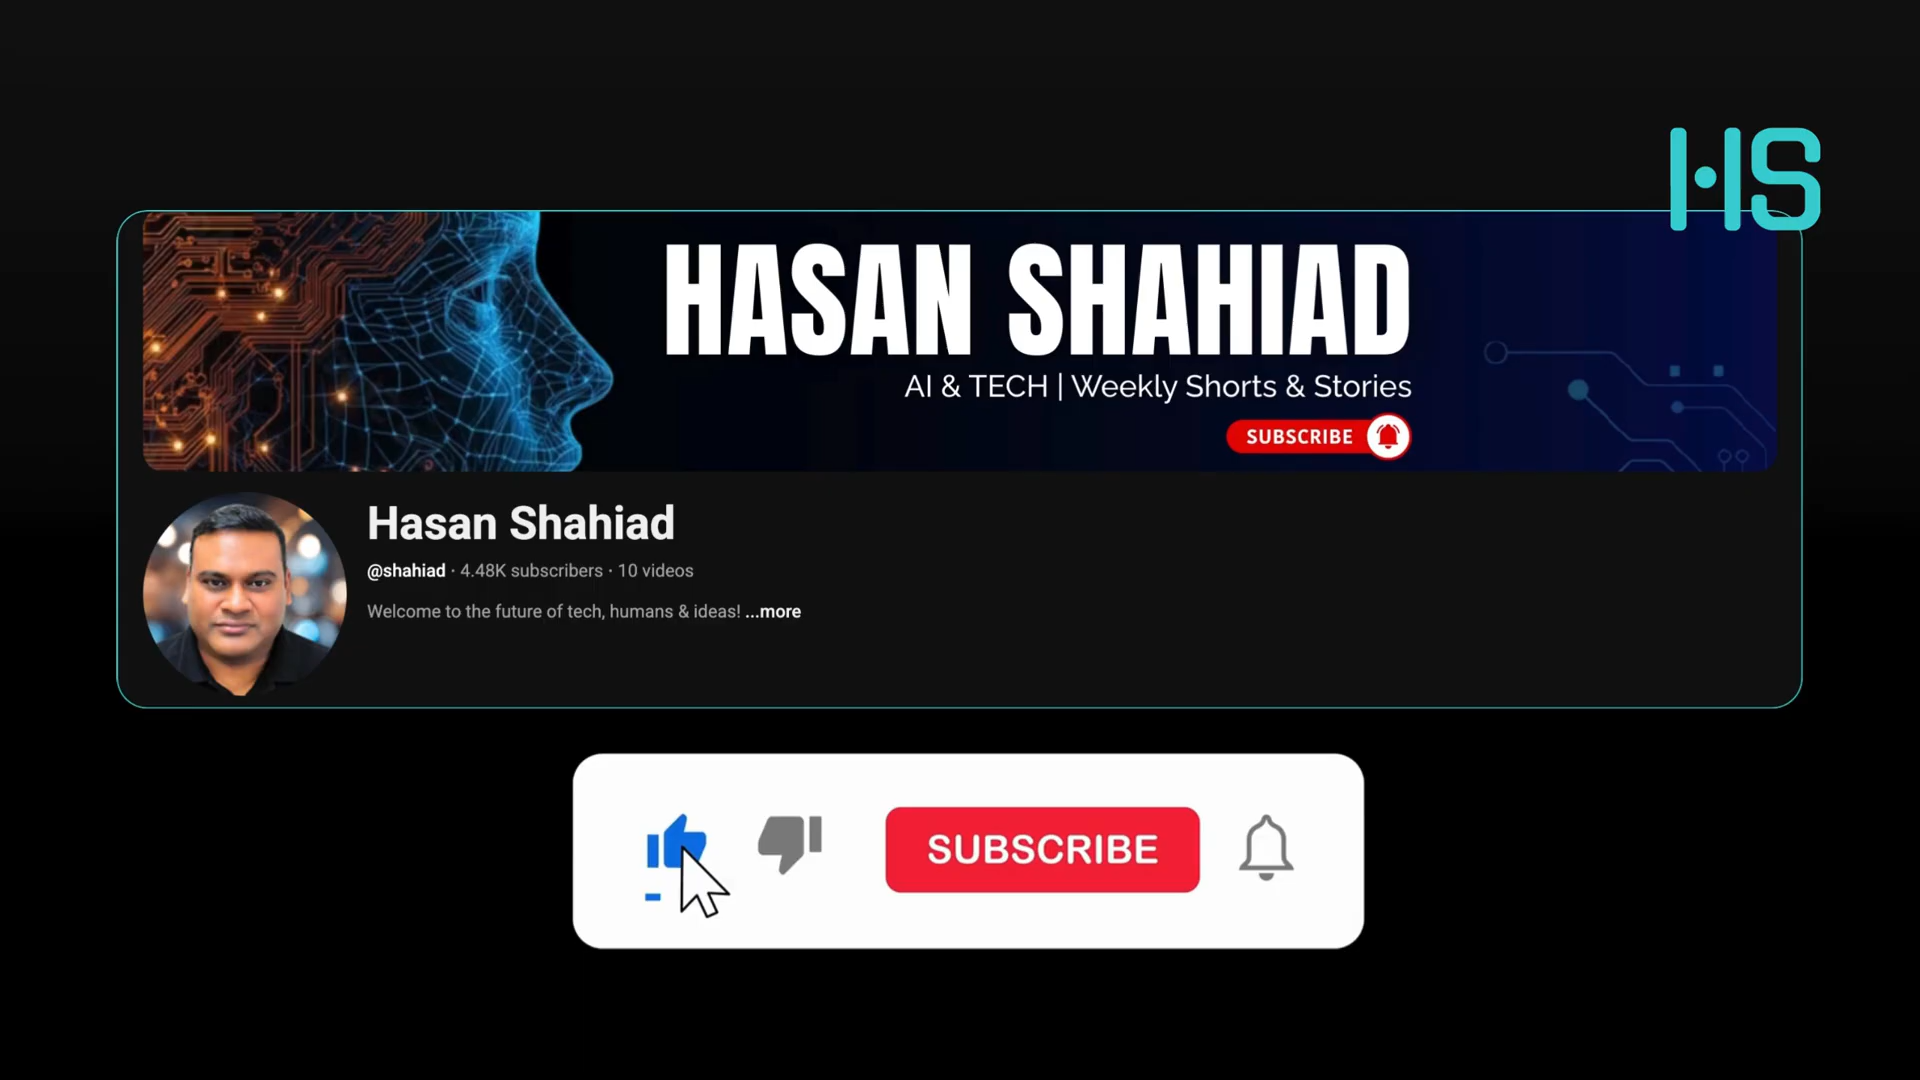 HS
HASAN SHAHIAD
AI & TECH | Weekly Shorts & Stories
SUBSCRIBE
Hasan Shahiad
@shahiad · 4.48K subscribers · 10 videos
Welcome to the future of tech, humans & ideas! ...more
SUBSCRIBE